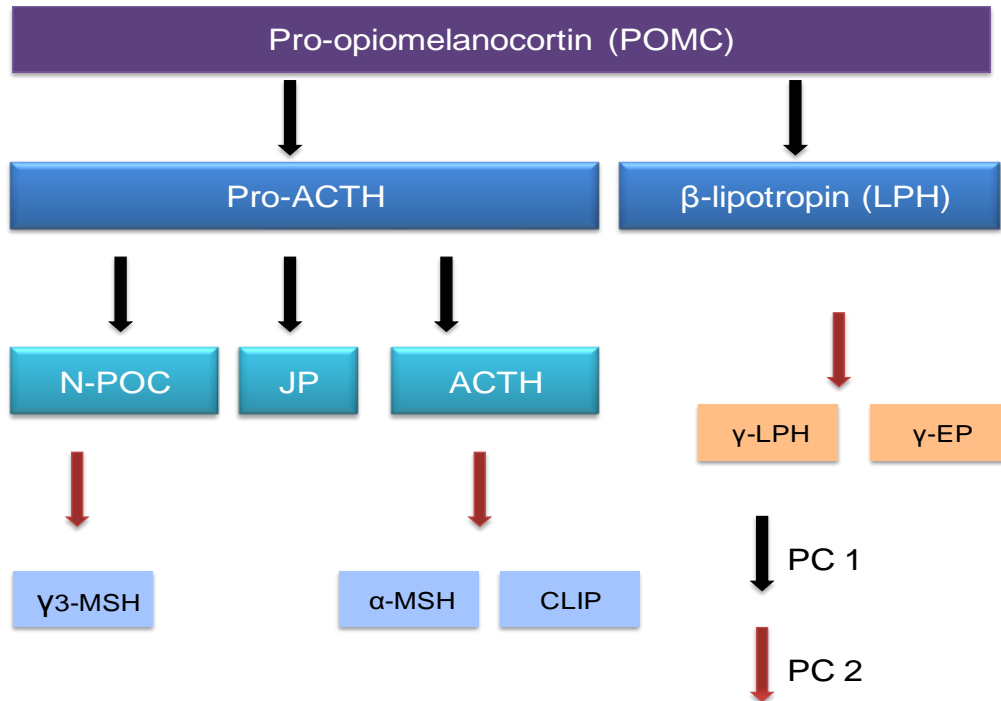 Pro-opiomelanocortin (POMC)
Pro-ACTH
β-lipotropin (LPH)
N-POC
JP
ACTH
γ-LPH
γ-EP
γ3-MSH
α-MSH
CLIP
PC 1
PC 2